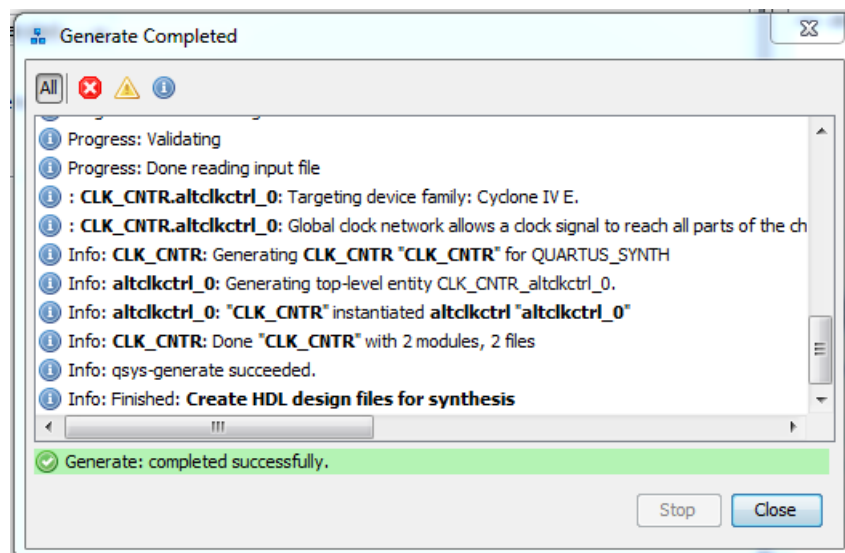 Generate Completed
All
Progress: Validating
Progress: Done reading input file
: CLK_CNTR.altclkctrl_0: Targeting device family: Cyclone IV E.
: CLK_CNTR.altclkctrl_0: Global clock network allows a clock signal to reach all parts of the ch
Info: CLK_CNTR: Generating CLK_CNTR "CLK_CNTR" for QUARTUS_SYNTH
Info: altclkctrl_0: Generating top-level entity CLK_CNTR_altclkctrl_0.
Info: altclkctrl_0: "CLK_CNTR" instantiated altclkctrl "altclkctrl_0"
Info: CLK_CNTR: Done "CLK_CNTR" with 2 modules, 2 files
Info: qsys-generate succeeded.
Info: Finished: Create HDL design files for synthesis
Generate: completed successfully.
Stop
Close